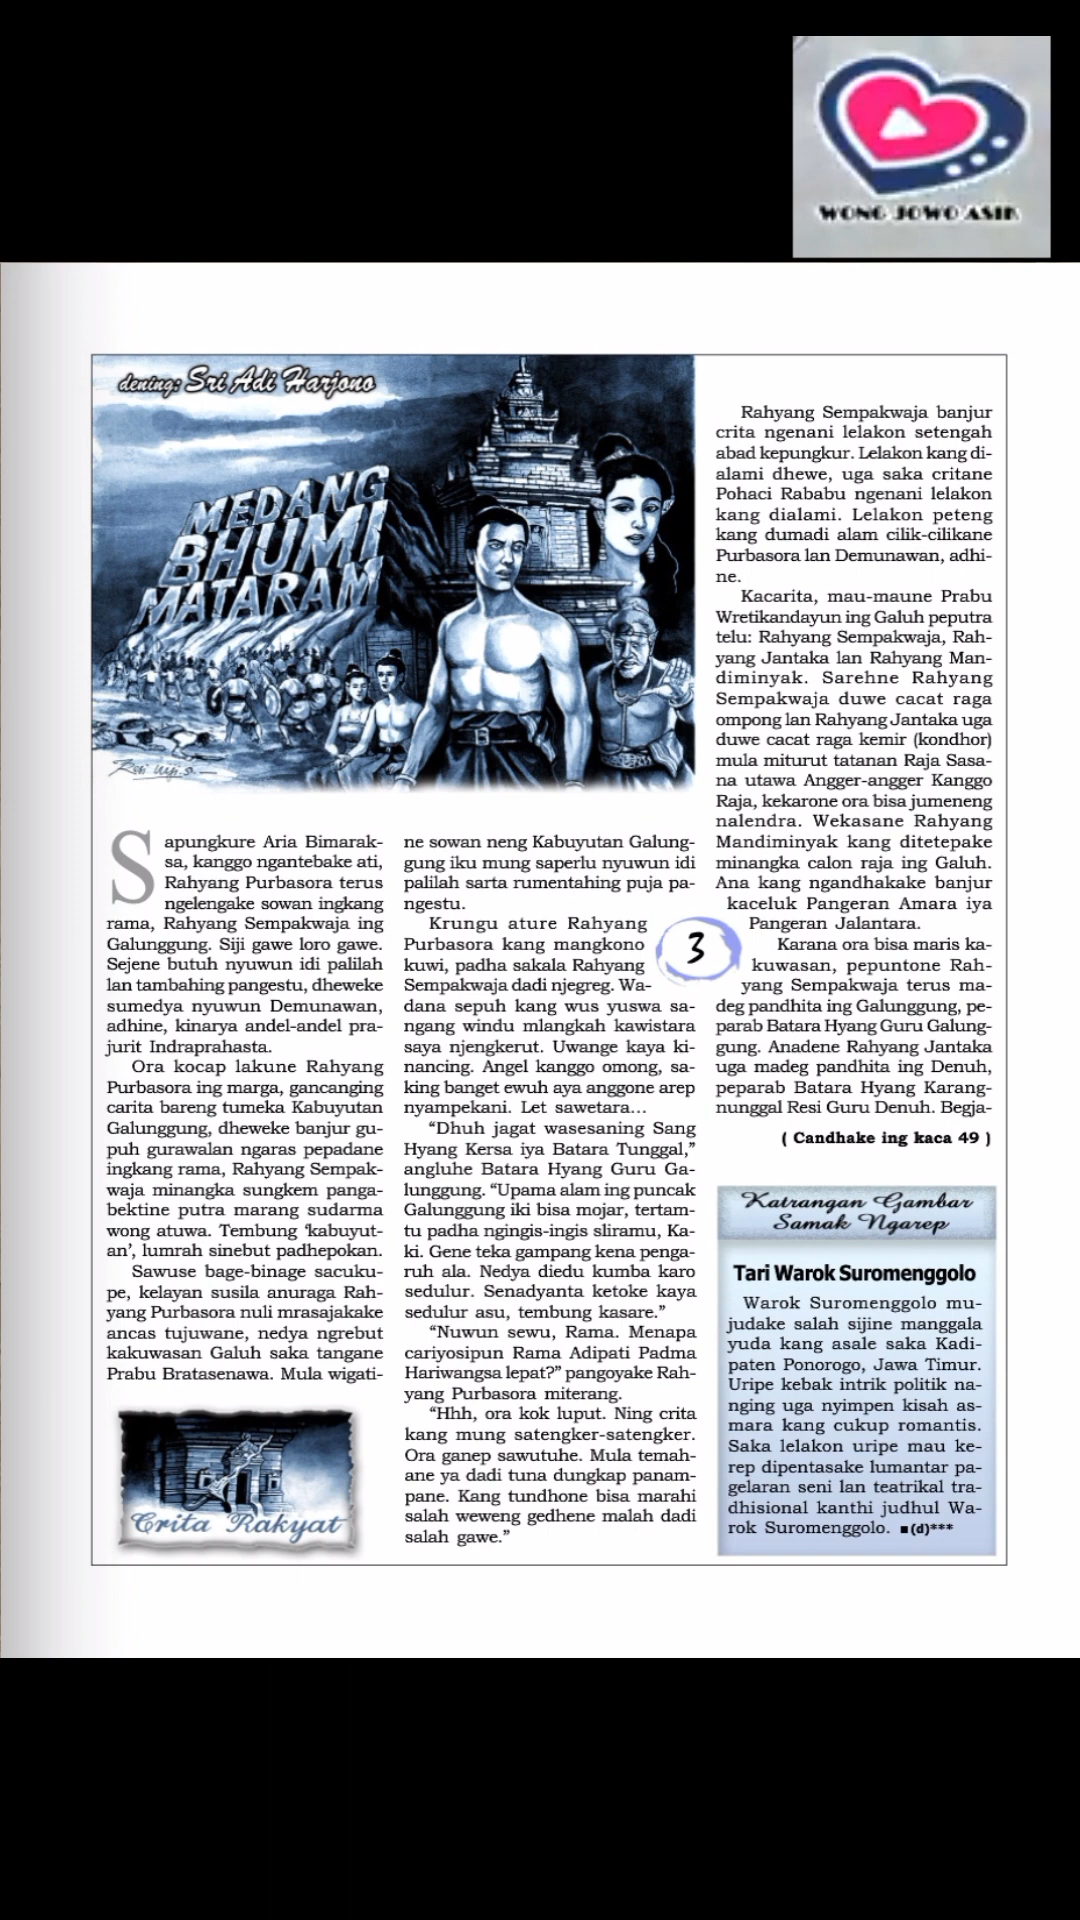 WONG JOWO ASIK
dening: Sri Adi Harjono
MEDANG
BHUMI
MATARAM
Sapungkure Aria Bimarak-
sa, kanggo ngantebake ati,
Rahyang Purbasora terus
ngelengake sowan ingkang
rama, Rahyang Sempakwaja ing
Galunggung. Siji gawe loro gawe.
Sejene butuh nyuwun idi palilah
lan tambahing pangestu, dheweke
sumedya nyuwun Demunawan,
adhine, kinarya andel-andel pra-
jurit Indraprahasta.
Ora kocap lakune Rahyang
Purbasora ing marga, gancanging
carita bareng tumeka Kabuyutan
Galunggung, dheweke banjur gu-
puh gurawalan ngaras pepadane
ingkang rama, Rahyang Sempak-
waja minangka sungkem panga-
bektine putra marang sudarma
wong atuwa. Tembung ‘kabuyut-
an’, lumrah sinebut padhepokan.
Sawuse bage-binage sacuku-
pe, kelayan susila anuraga Rah-
yang Purbasora nuli mrasajakake
ancas tujuwane, nedya ngrebut
kakuwasan Galuh saka tangane
Prabu Bratasenawa. Mula wigati-
Crita Rakyat
ne sowan neng Kabuyutan Galung-
gung iku mung saperlu nyuwun idi
palilah sarta rumentahing puja pa-
ngestu.
Krungu ature Rahyang
Purbasora kang mangkono
kuwi, padha sakala Rahyang
Sempakwaja dadi njegreg. Wa-
dana sepuh kang wus yuswa sa-
ngang windu mlangkah kawistara
saya njengkerut. Uwange kaya ki-
nancing. Angel kanggo omong, sa-
king banget ewuh aya anggone arep
nyampekani. Let sawetara...
“Dhuh jagat wasesaning Sang
Hyang Kersa iya Batara Tunggal,”
angluhe Batara Hyang Guru Ga-
lunggung. “Upama alam ing puncak
Galunggung iki bisa mojar, tertam-
tu padha ngingis-ingis sliramu, Ka-
ki. Gene teka gampang kena penga-
ruh ala. Nedya diedu kumba karo
sedulur. Senadyanta ketoke kaya
sedulur asu, tembung kasare.”
“Nuwun sewu, Rama. Menapa
cariyosipun Rama Adipati Padma
Hariwangsa lepat?” pangoyake Rah-
yang Purbasora miterang.
“Hhh, ora kok luput. Ning crita
kang mung satengker-satengker.
Ora ganep sawutuhe. Mula temah-
ane ya dadi tuna dungkap panam-
pane. Kang tundhone bisa marahi
salah weweng gedhene malah dadi
salah gawe.”
3
Rahyang Sempakwaja banjur
crita ngenani lelakon setengah
abad kepungkur. Lelakon kang di-
alami dhewe, uga saka critane
Pohaci Rababu ngenani lelakon
kang dialami. Lelakon peteng
kang dumadi alam cilik-cilikane
Purbasora lan Demunawan, adhi-
ne.
Kacarita, mau-maune Prabu
Wretikandayun ing Galuh peputra
telu: Rahyang Sempakwaja, Rah-
yang Jantaka lan Rahyang Man-
diminyak. Sarehne Rahyang
Sempakwaja duwe cacat raga
ompong lan Rahyang Jantaka uga
duwe cacat raga kemir (kondhor)
mula miturut tatanan Raja Sasa-
na utawa Angger-angger Kanggo
Raja, kekarone ora bisa jumeneng
nalendra. Wekasane Rahyang
Mandiminyak kang ditetepake
minangka calon raja ing Galuh.
Ana kang ngandhakake banjur
kaceluk Pangeran Amara iya
Pangeran Jalantara.
Karana ora bisa maris ka-
kuwasan, pepuntone Rah-
yang Sempakwaja terus ma-
deg pandhita ing Galunggung, pe-
parab Batara Hyang Guru Galung-
gung. Anadene Rahyang Jantaka
uga madeg pandhita ing Denuh,
peparab Batara Hyang Karang-
nunggal Resi Guru Denuh. Begja-
( Candhake ing kaca 49 )
Katrangan Gambar
Samak Ngarep
Tari Warok Suromenggolo
Warok Suromenggolo mu-
judake salah sijine manggala
yuda kang asale saka Kadi-
paten Ponorogo, Jawa Timur.
Uripe kebak intrik politik na-
nging uga nyimpen kisah as-
mara kang cukup romantis.
Saka lelakon uripe mau ke-
rep dipentasake lumantar pa-
gelaran seni lan teatrikal tra-
dhisional kanthi judhul Wa-
rok Suromenggolo. ■(d)***